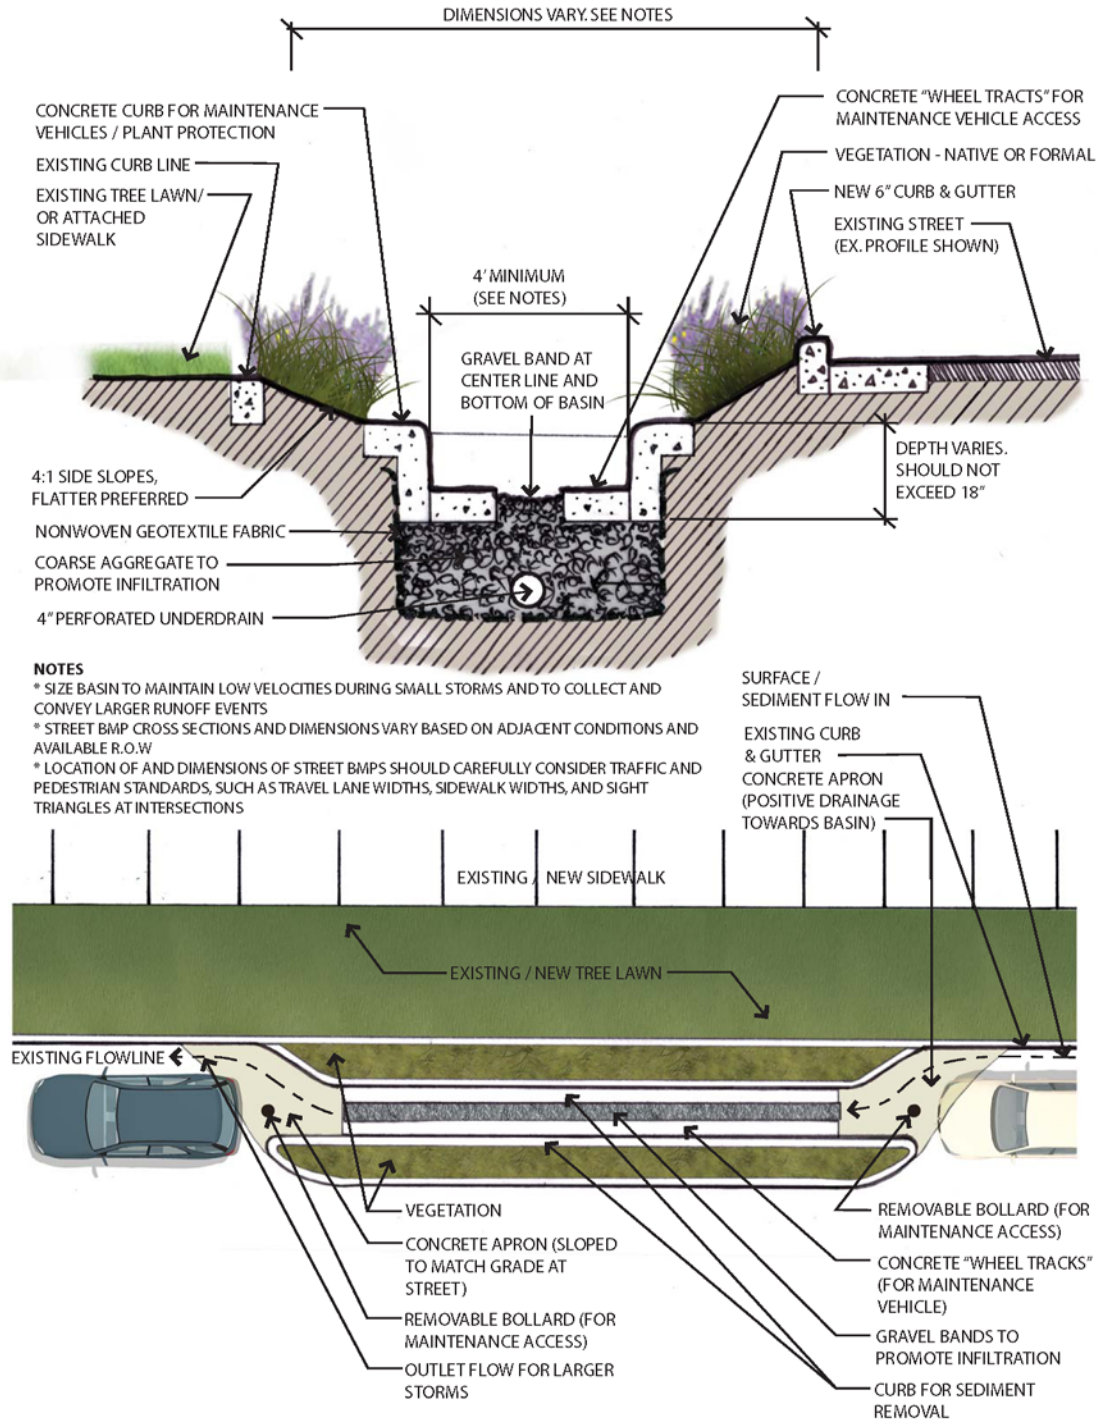 DIMENSIONS VARY. SEE NOTES
CONCRETE CURB FOR MAINTENANCE
VEHICLES / PLANT PROTECTION
EXISTING CURB LINE
EXISTING TREE LAWN/
OR ATTACHED
SIDEWALK
CONCRETE "WHEEL TRACTS" FOR
MAINTENANCE VEHICLE ACCESS
VEGETATION - NATIVE OR FORMAL
NEW 6" CURB & GUTTER
EXISTING STREET
(EX. PROFILE SHOWN)
4' MINIMUM
(SEE NOTES)
GRAVEL BAND AT
CENTER LINE AND
BOTTOM OF BASIN
DEPTH VARIES.
SHOULD NOT
EXCEED 18"
4:1 SIDE SLOPES,
FLATTER PREFERRED
NONWOVEN GEOTEXTILE FABRIC
COARSE AGGREGATE TO
PROMOTE INFILTRATION
4" PERFORATED UNDERDRAIN
NOTES
* SIZE BASIN TO MAINTAIN LOW VELOCITIES DURING SMALL STORMS AND TO COLLECT AND
CONVEY LARGER RUNOFF EVENTS
* STREET BMP CROSS SECTIONS AND DIMENSIONS VARY BASED ON ADJACENT CONDITIONS AND
AVAILABLE R.O.W
* LOCATION OF AND DIMENSIONS OF STREET BMPS SHOULD CAREFULLY CONSIDER TRAFFIC AND
PEDESTRIAN STANDARDS, SUCH AS TRAVEL LANE WIDTHS, SIDEWALK WIDTHS, AND SIGHT
TRIANGLES AT INTERSECTIONS
SURFACE /
SEDIMENT FLOW IN
EXISTING CURB
& GUTTER
CONCRETE APRON
(POSITIVE DRAINAGE
TOWARDS BASIN)
EXISTING / NEW SIDEWALK
EXISTING / NEW TREE LAWN
EXISTING FLOWLINE
VEGETATION
CONCRETE APRON (SLOPED
TO MATCH GRADE AT
STREET)
REMOVABLE BOLLARD (FOR
MAINTENANCE ACCESS)
OUTLET FLOW FOR LARGER
STORMS
REMOVABLE BOLLARD (FOR
MAINTENANCE ACCESS)
CONCRETE "WHEEL TRACKS"
(FOR MAINTENANCE
VEHICLE)
GRAVEL BANDS TO
PROMOTE INFILTRATION
CURB FOR SEDIMENT
REMOVAL